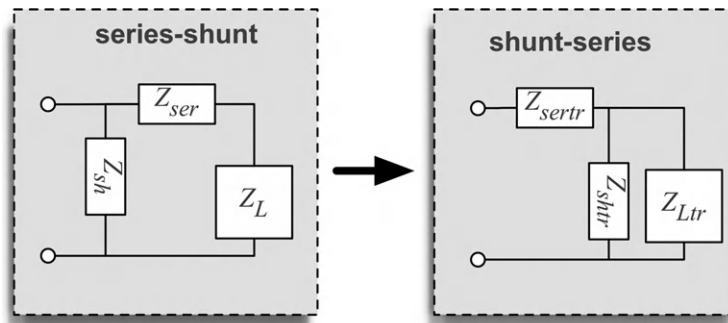 series-shunt
Z_ser
Z_sh
Z_L
shunt-series
Z_sertr
Z_shtr
Z_Ltr